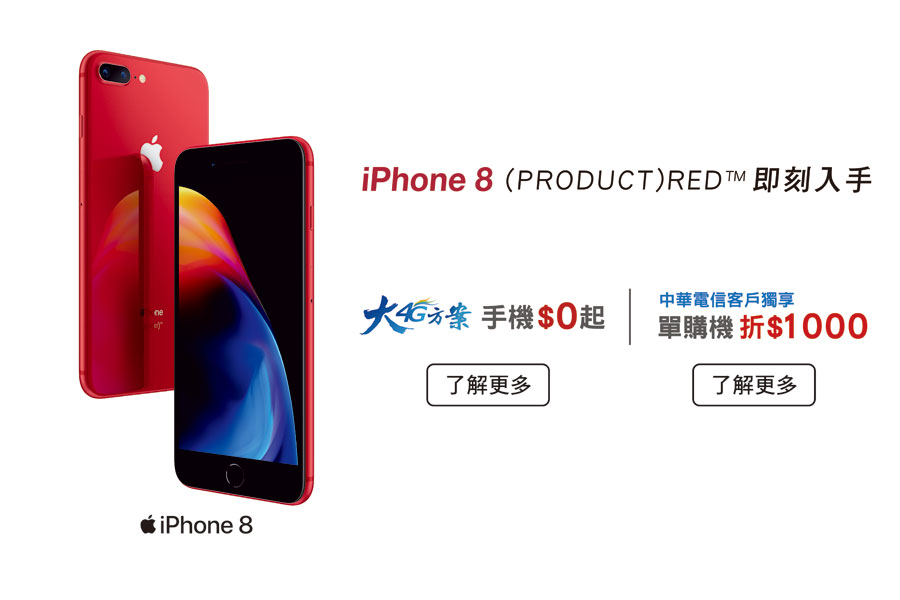 iPhone 8 (PRODUCT)RED™ 即刻入手
大4G方案 手機$0起
中華電信客戶獨享
單購機 折$1000
了解更多
了解更多
iPhone 8